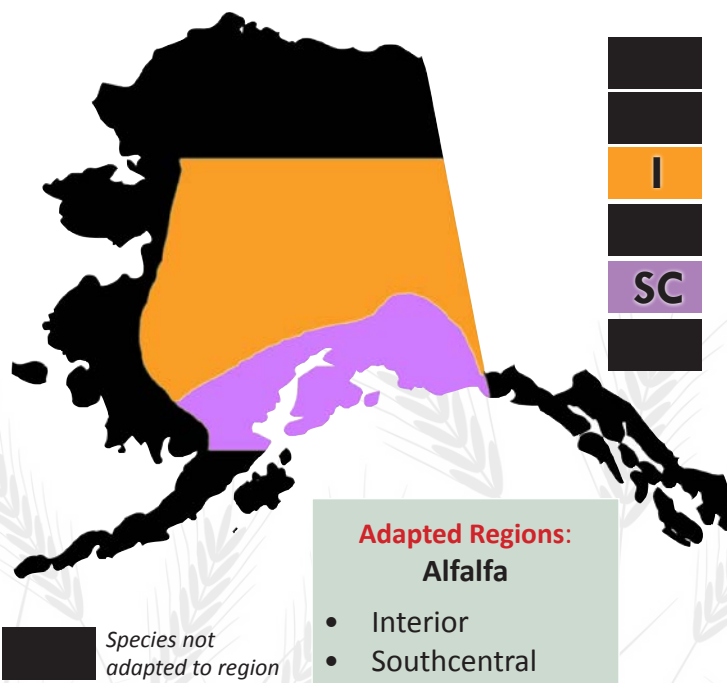 I
SC
Adapted Regions:
Alfalfa
• Interior
• Southcentral
Species not
adapted to region